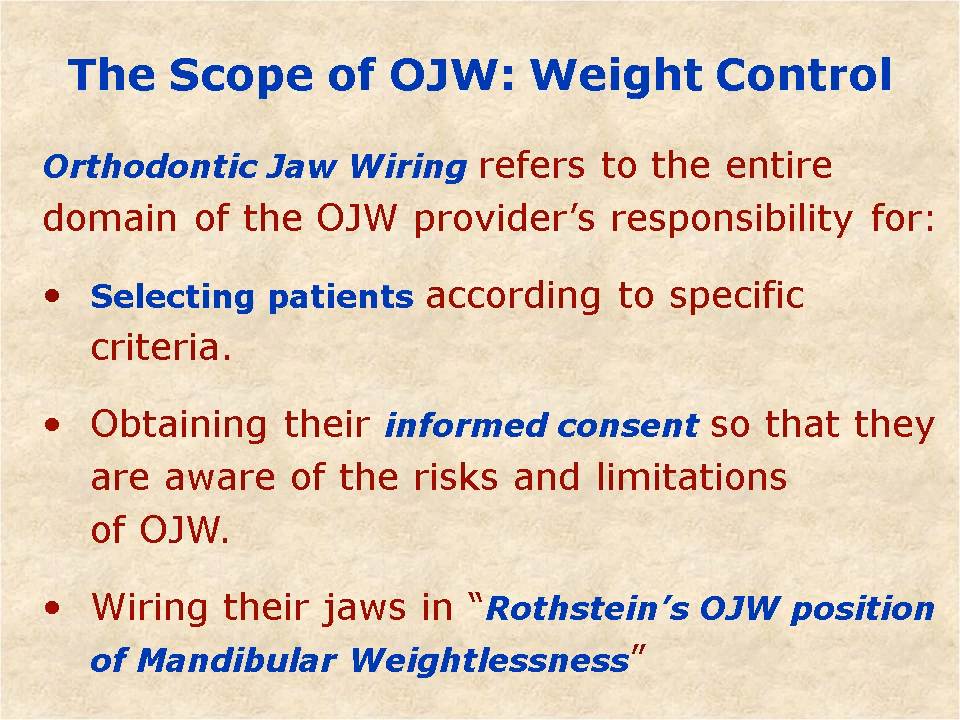 The Scope of OJW: Weight Control
Orthodontic Jaw Wiring refers to the entire
domain of the OJW provider’s responsibility for:
• Selecting patients according to specific
criteria.
• Obtaining their informed consent so that they
are aware of the risks and limitations
of OJW.
• Wiring their jaws in “Rothstein’s OJW position
of Mandibular Weightlessness”